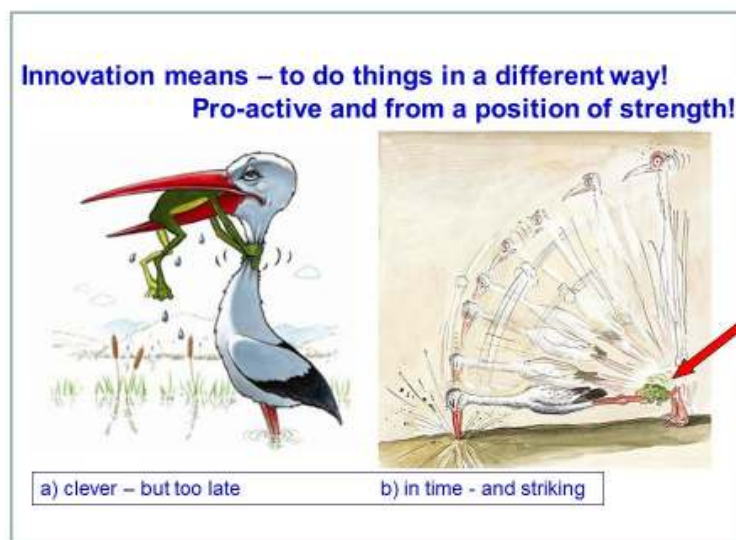 Innovation means – to do things in a different way!
Pro-active and from a position of strength!
a) clever – but too late
b) in time - and striking